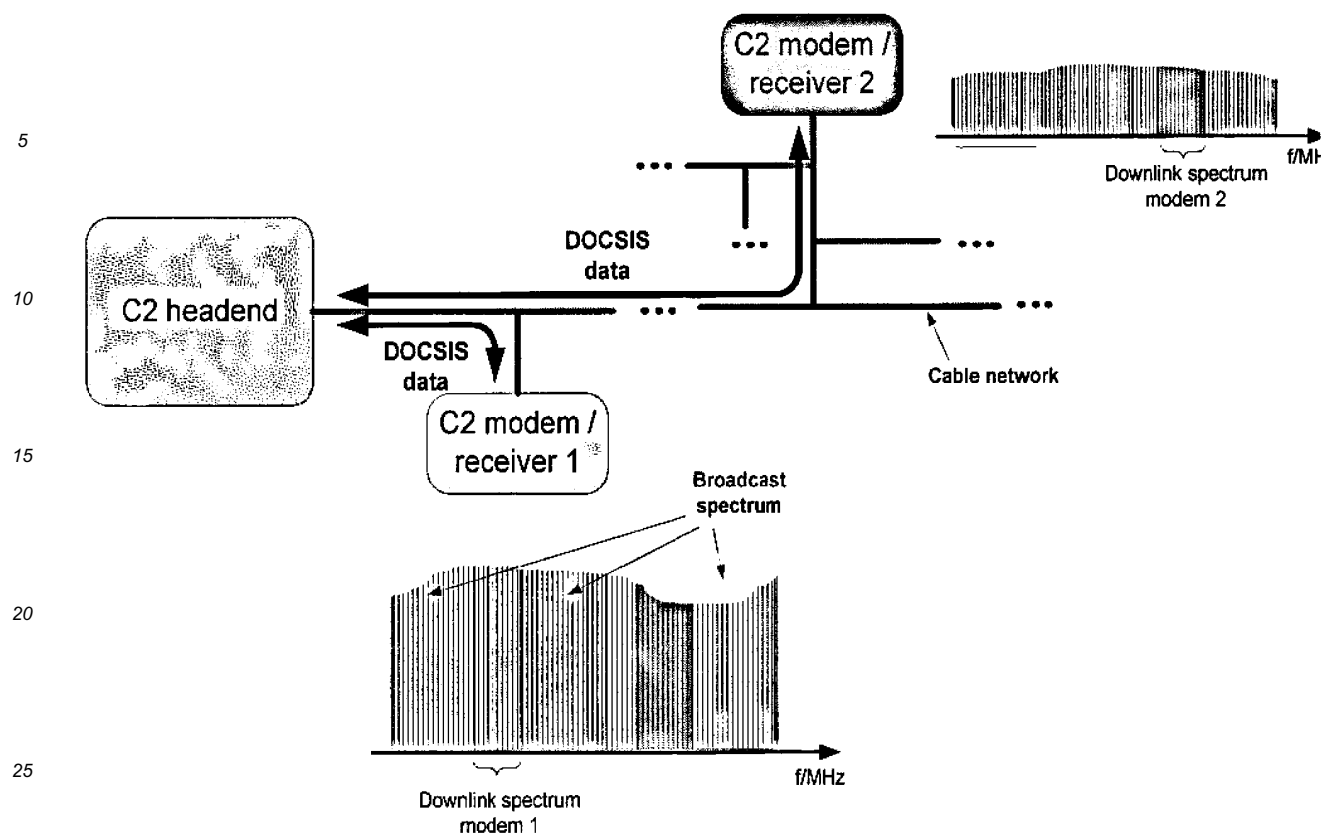 C2 modem /
receiver 2
5
f/MH
Downlink spectrum
modem 2
DOCSIS
data
10
C2 headend
DOCSIS
data
Cable network
C2 modem /
receiver 1
15
Broadcast
spectrum
20
f/MHz
25
Downlink spectrum
modem 1